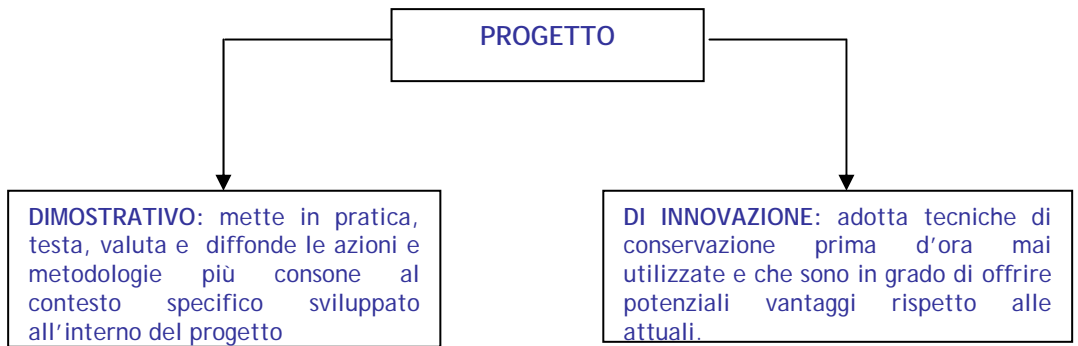 PROGETTO
DIMOSTRATIVO: mette in pratica,
testa, valuta e diffonde le azioni e
metodologie più consone al
contesto specifico sviluppato
all'interno del progetto
DI INNOVAZIONE: adotta tecniche di
conservazione prima d'ora mai
utilizzate e che sono in grado di offrire
potenziali vantaggi rispetto alle
attuali.